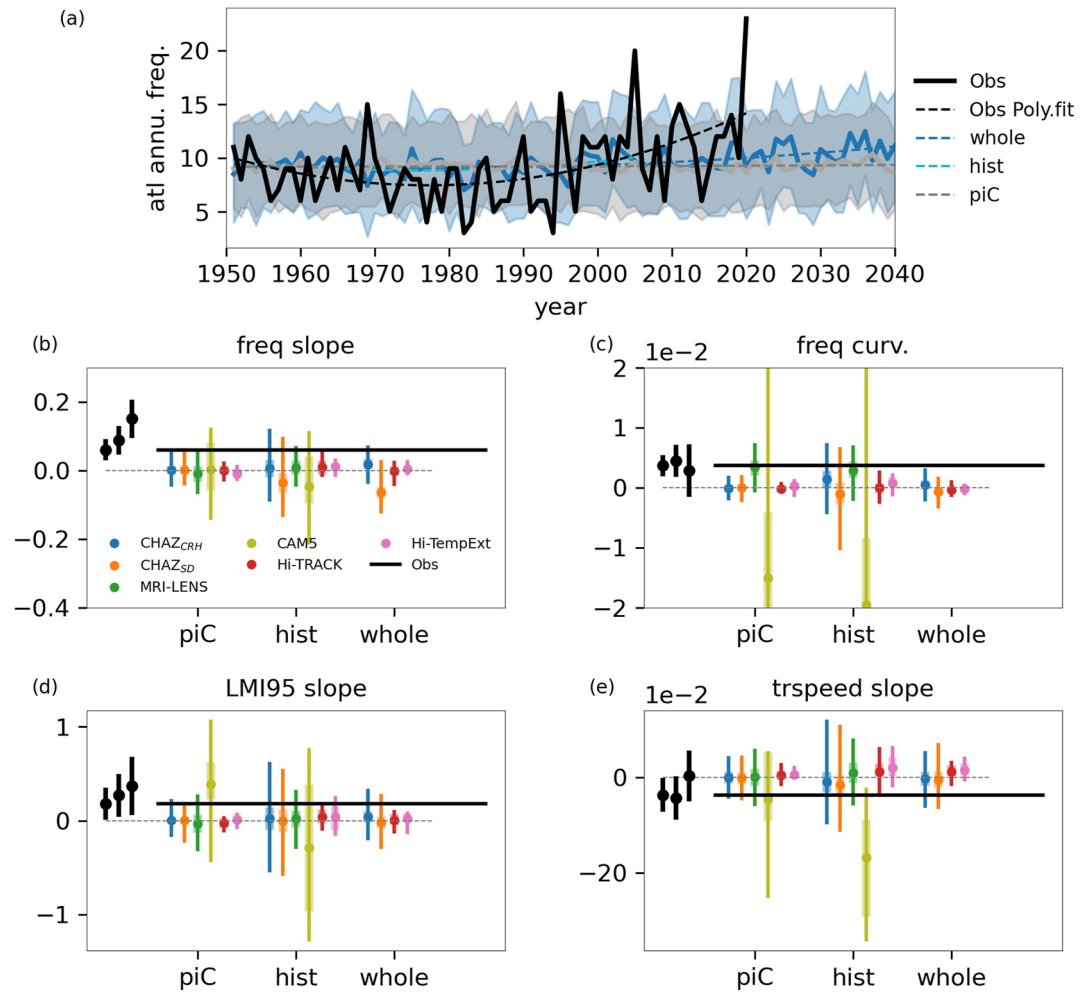 (a)
atl annu. freq.
20
15
10
5
1950 1960 1970 1980 1990 2000 2010 2020 2030 2040
year
Obs
Obs Poly.fit
whole
hist
piC
(b)
freq slope
0.2
0.0
−0.2
−0.4
CHAZCRH
CHAZSD
MRI-LENS
CAM5
Hi-TRACK
Hi-TempExt
Obs
piC hist whole
(c)
1e−2
freq curv.
2
1
0
−1
−2
piC hist whole
(d)
LMI95 slope
1
0
−1
piC hist whole
(e)
1e−2
trspeed slope
0
−20
piC hist whole